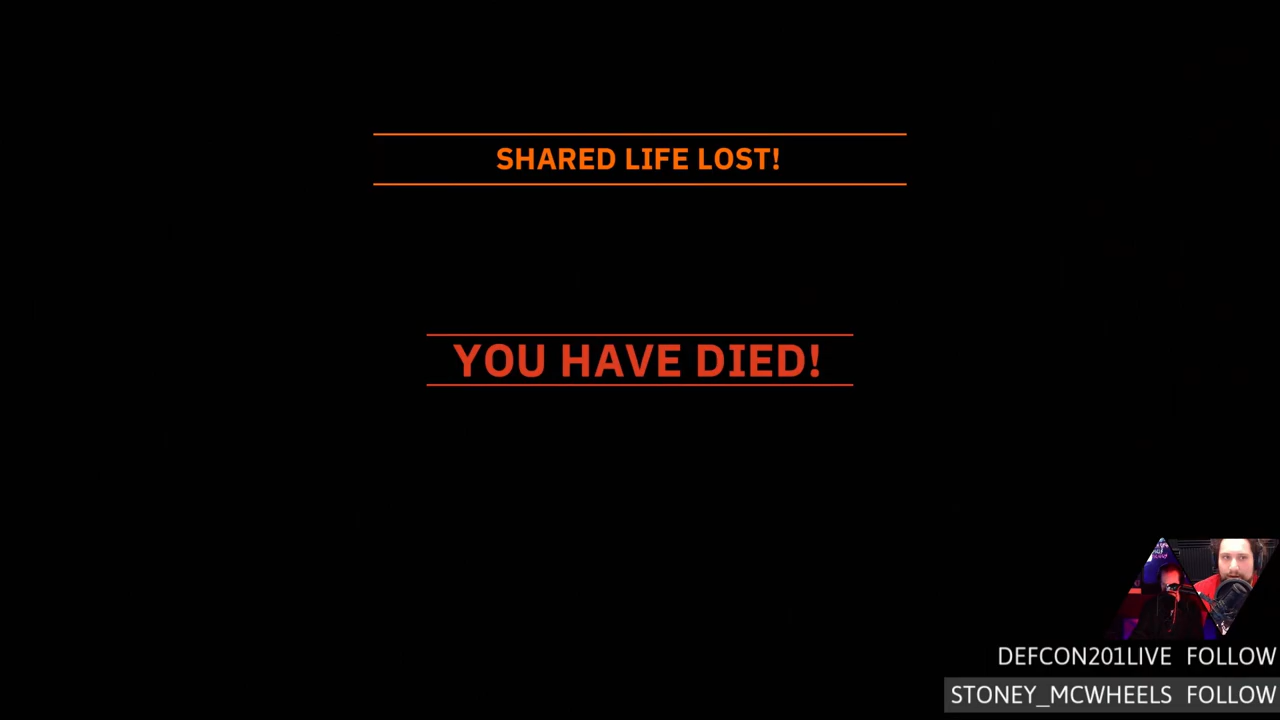 SHARED LIFE LOST!
YOU HAVE DIED!
DEFCON201LIVE FOLLOW
STONEY_MCWHEELS FOLLOW